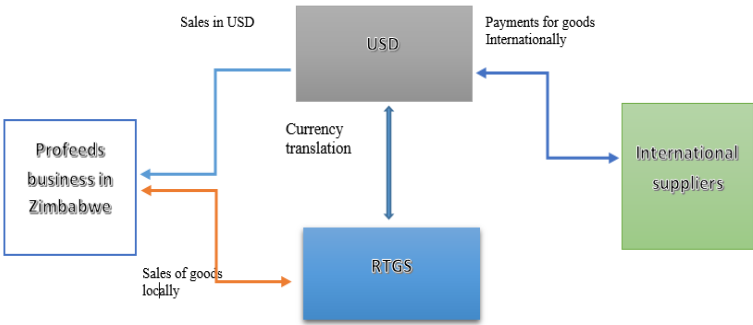 Sales in USD
USD
Payments for goods
Internationally
Currency
translation
Profeeds
business in
Zimbabwe
International
suppliers
RTGS
Sales of goods
locally